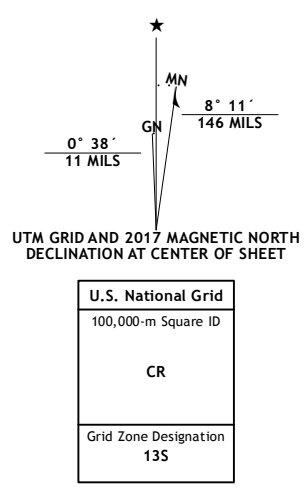 ★
MN
GN
8° 11´
146 MILS
0° 38´
11 MILS
UTM GRID AND 2017 MAGNETIC NORTH
DECLINATION AT CENTER OF SHEET
U.S. National Grid
100,000-m Square ID
CR
Grid Zone Designation
13S